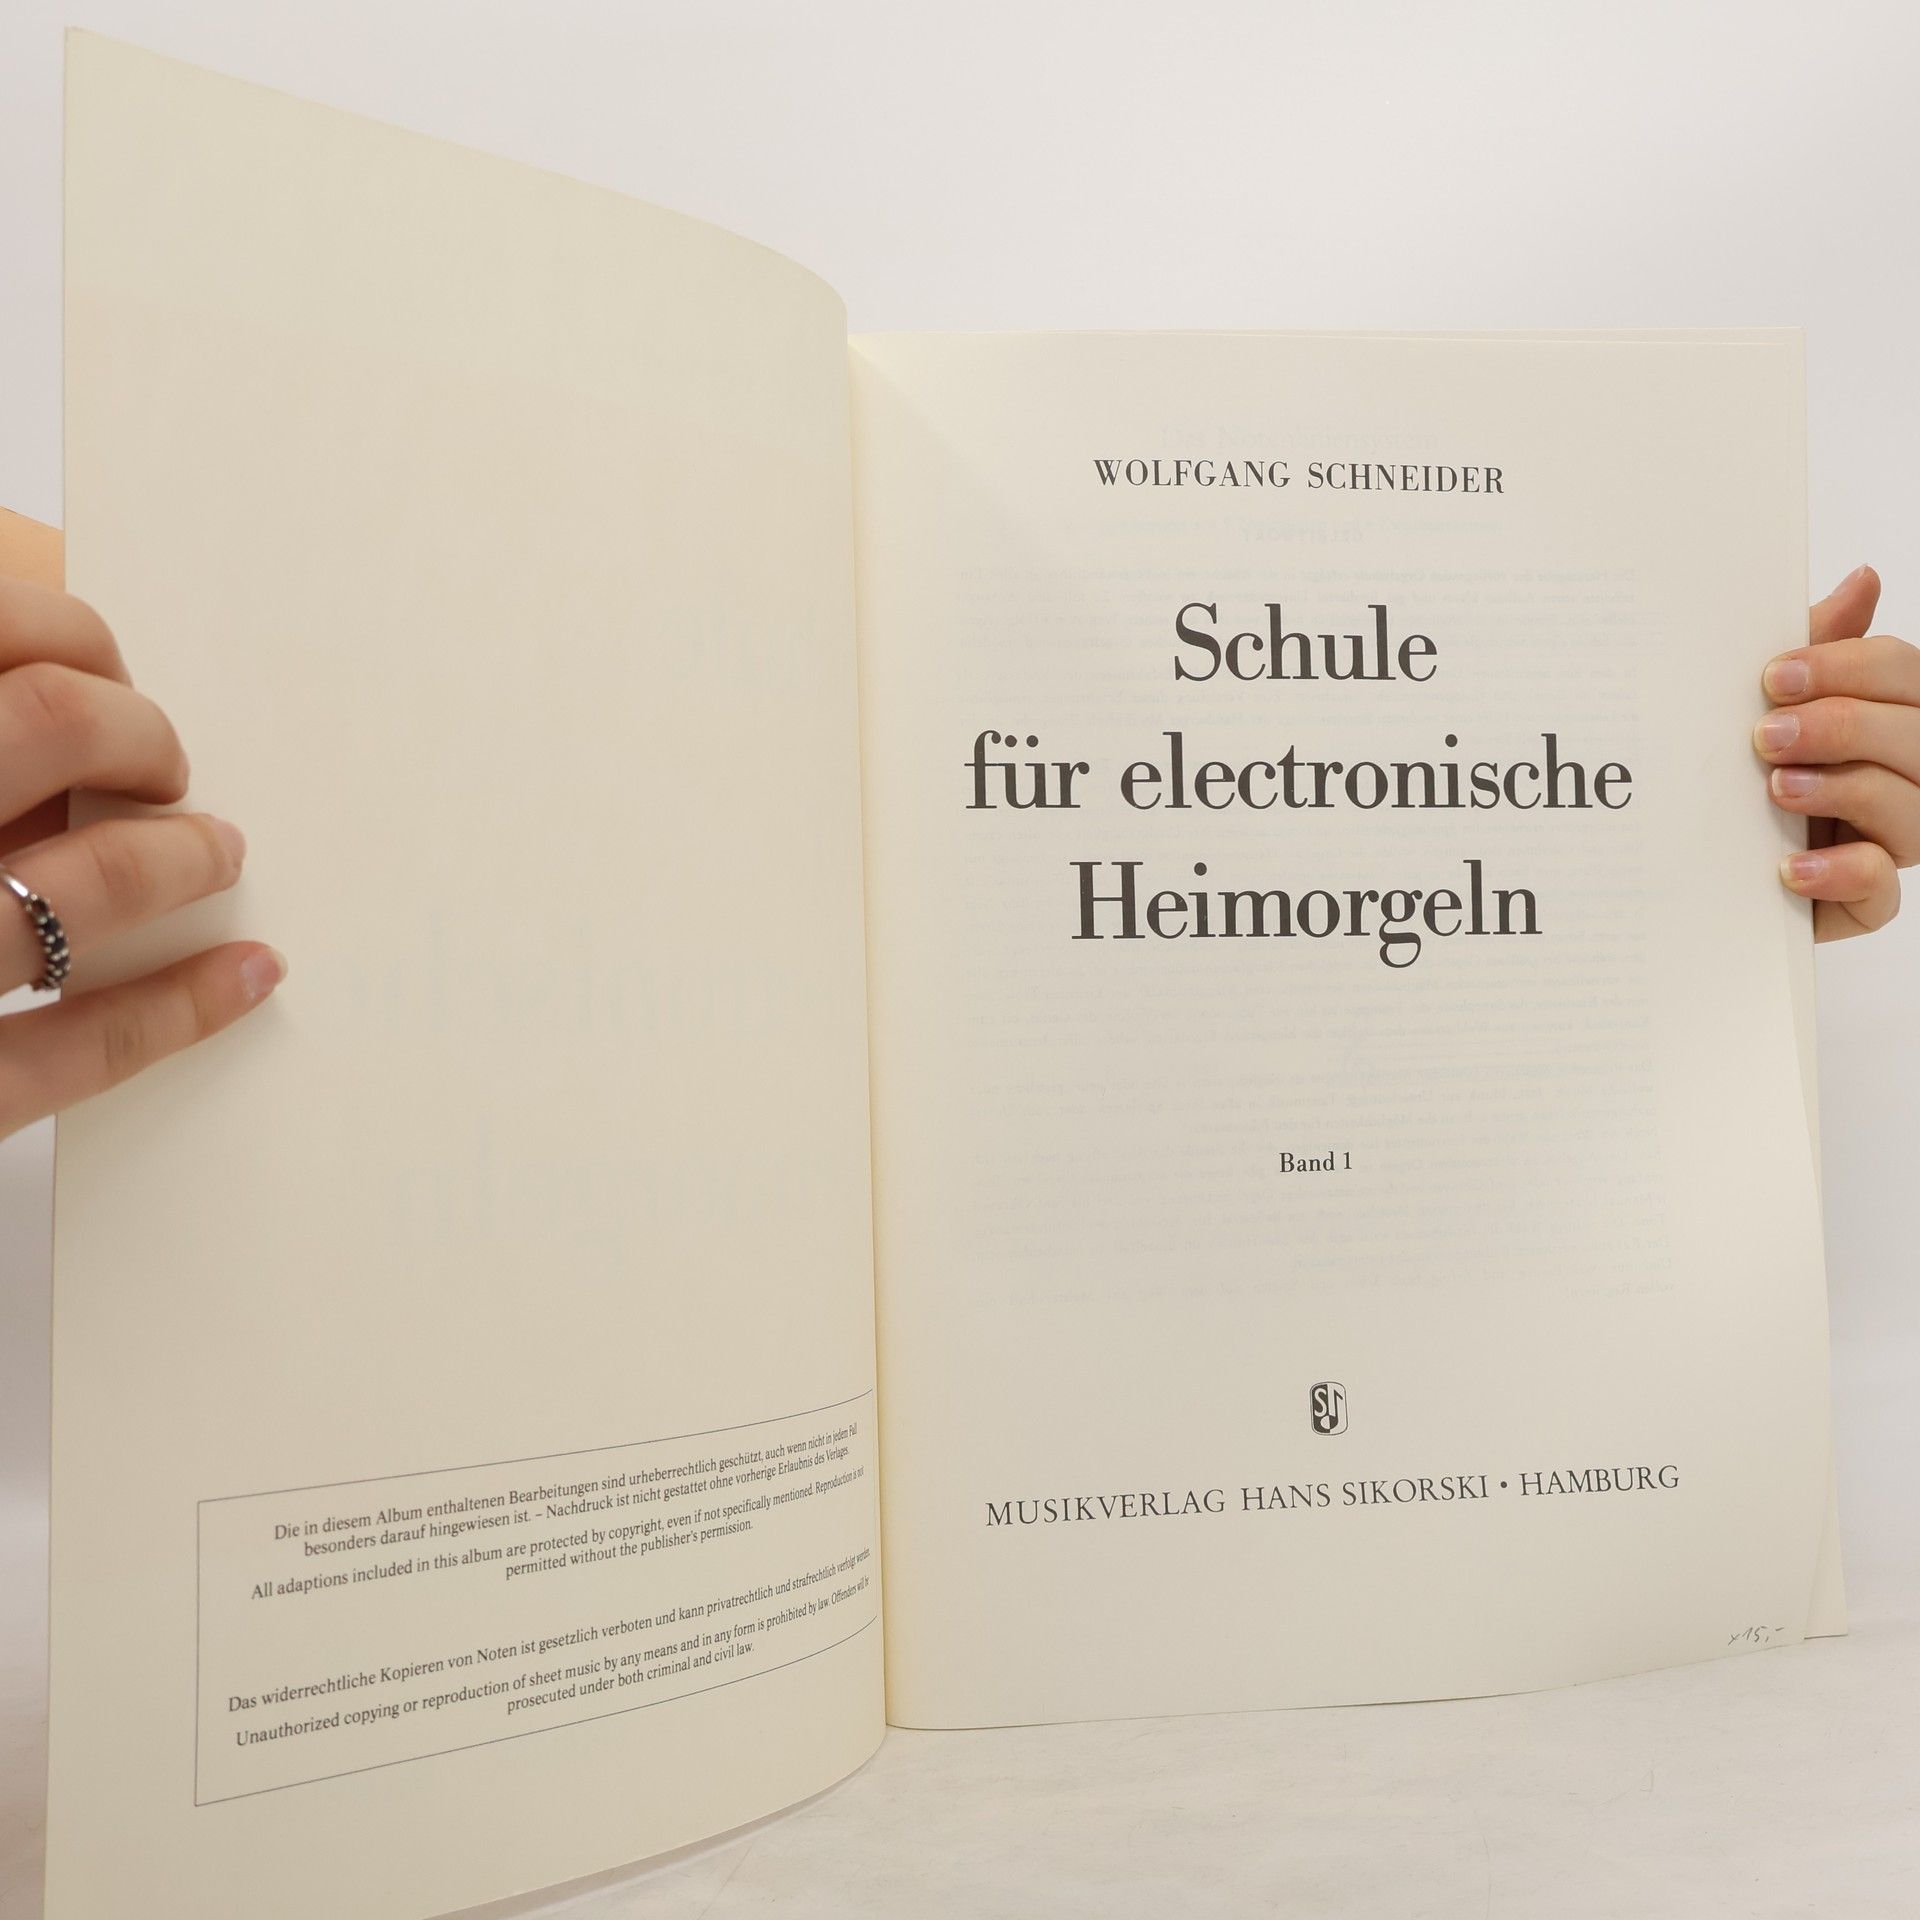 Die in diesem Album enthaltenen Bearbeitungen sind urheberrechtlich geschützt, auch wenn nicht in jedem Fall
besonders darauf hingewiesen ist. – Nachdruck ist nicht gestattet ohne vorherige Erlaubnis des Verlages.
All adaptions included in this album are protected by copyright, even if not specifically mentioned. Reproduction is not
permitted without the publisher's permission.
Das widerrechtliche Kopieren von Noten ist gesetzlich verboten und kann privatrechtlich und strafrechtlich verfolgt werden.
Unauthorized copying or reproduction of sheet music by any means and in any form is prohibited by law. Offenders will be
prosecuted under both criminal and civil law.
WOLFGANG SCHNEIDER
Schule
für electronische
Heimorgeln
Band 1
MUSIKVERLAG HANS SIKORSKI • HAMBURG
x15,-